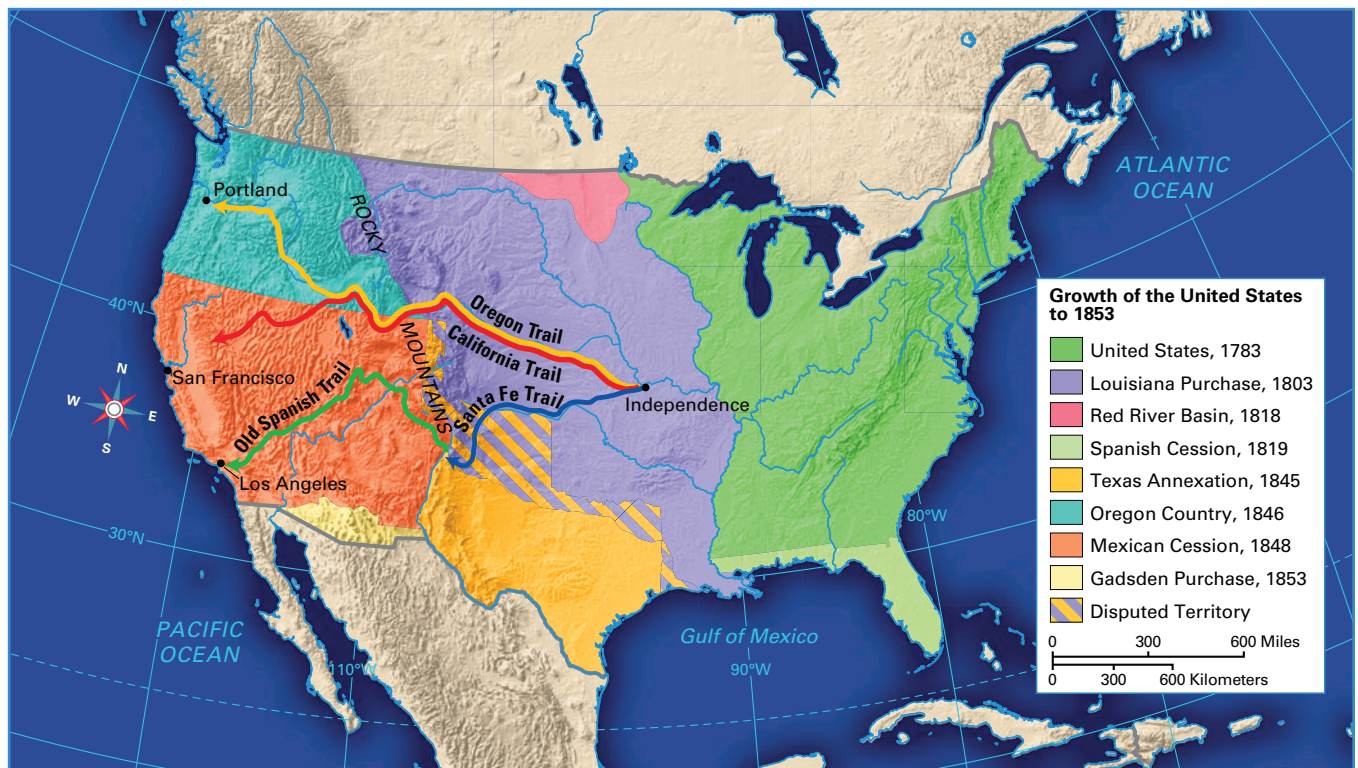 ATLANTIC
OCEAN
Portland
ROCKY
40°N
Oregon Trail
California Trail
MOUNTAINS
N
W
E
S
San Francisco
Old Spanish Trail
Santa Fe Trail
Independence
Los Angeles
30°N
80°W
PACIFIC
OCEAN
Gulf of Mexico
110°W
90°W
Growth of the United States
to 1853
United States, 1783
Louisiana Purchase, 1803
Red River Basin, 1818
Spanish Cession, 1819
Texas Annexation, 1845
Oregon Country, 1846
Mexican Cession, 1848
Gadsden Purchase, 1853
Disputed Territory
0 300 600 Miles
0 300 600 Kilometers